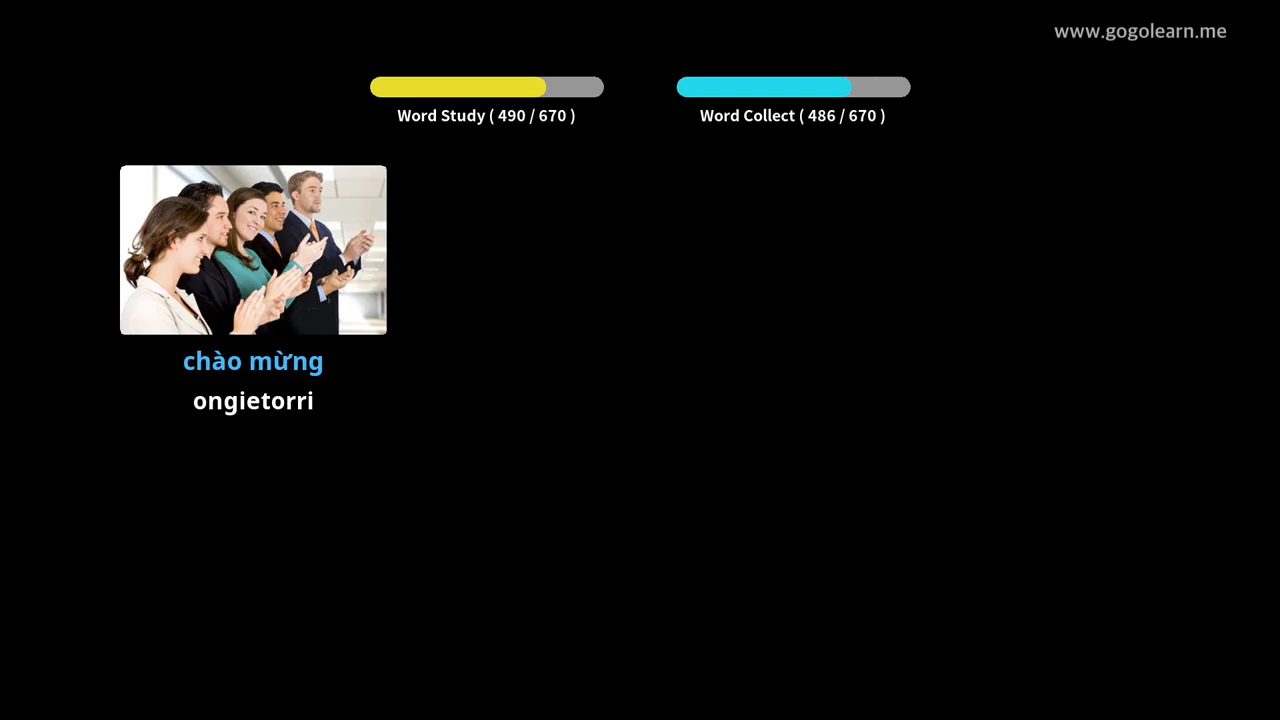 www.gogolearn.me
Word Study ( 490 / 670 )
Word Collect ( 486 / 670 )
chào mừng
ongietorri